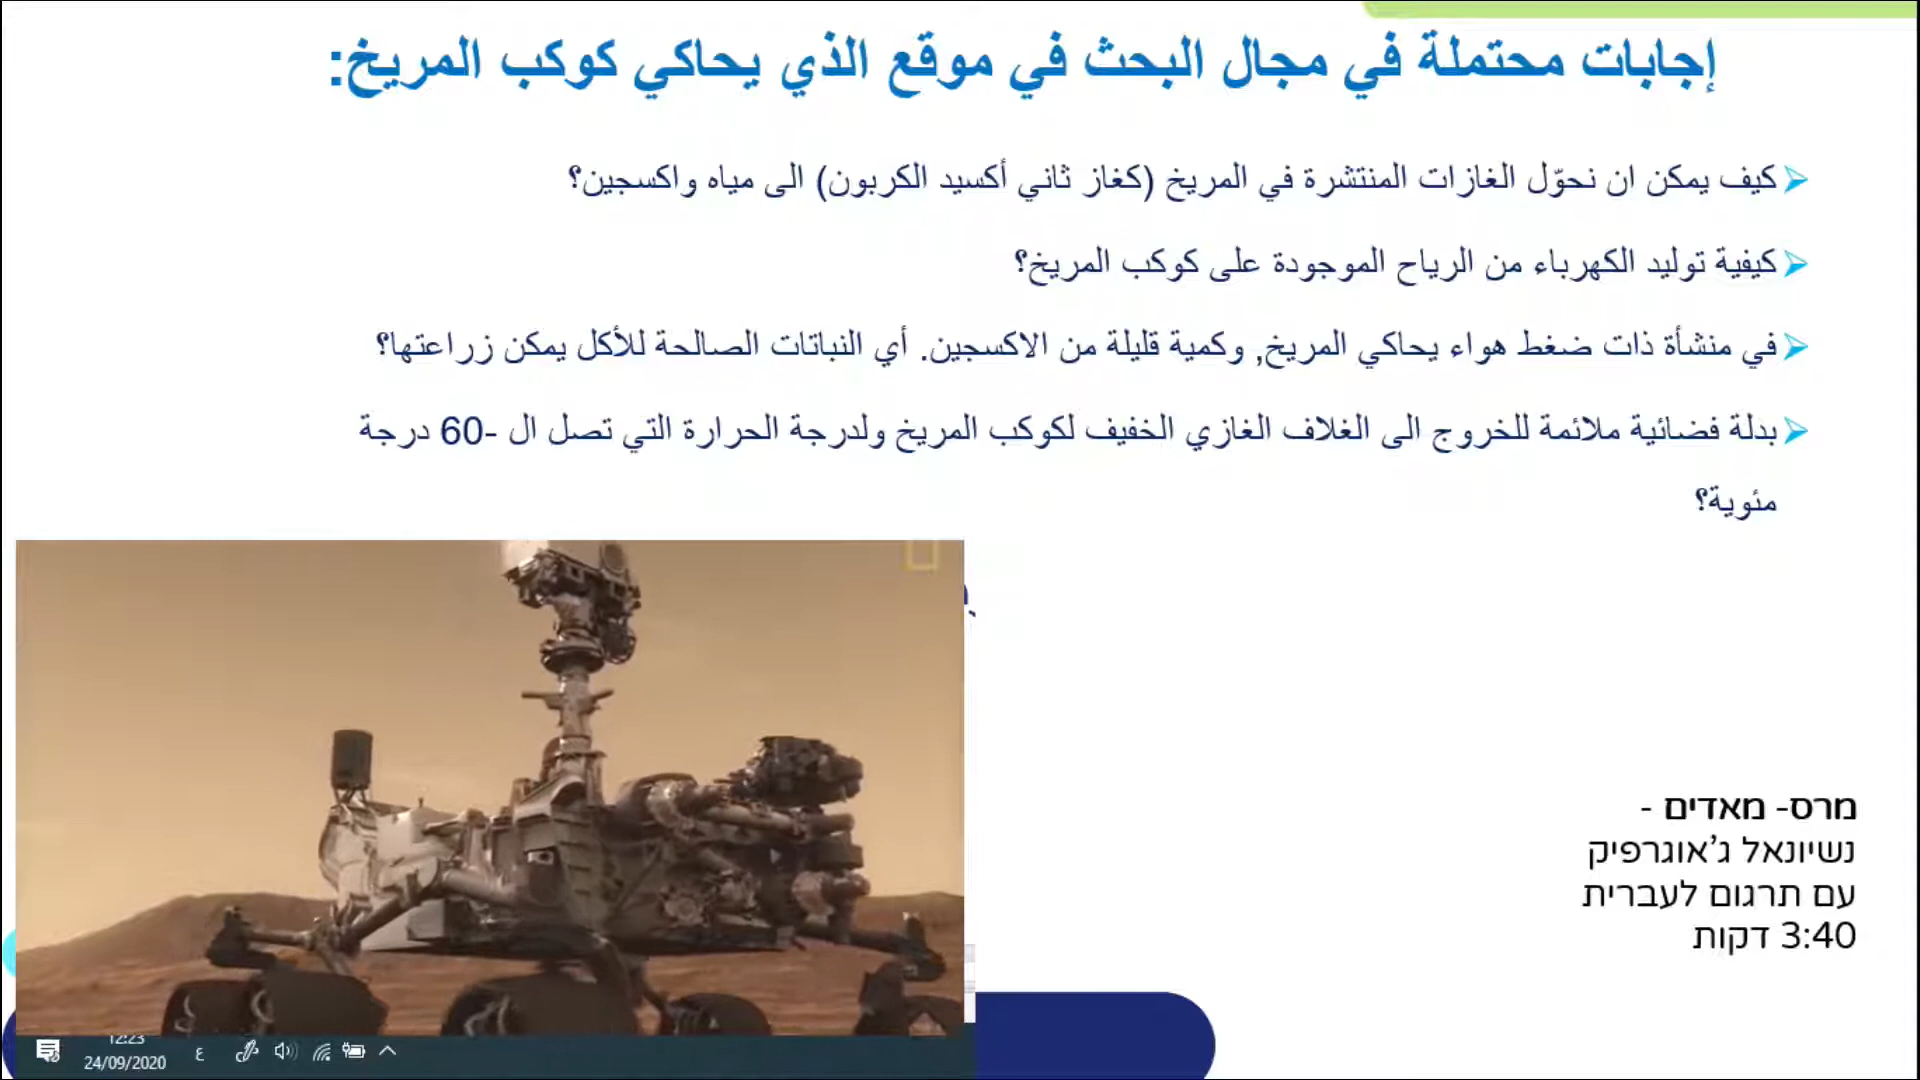 إجابات محتملة في مجال البحث في موقع الذي يحاكي كوكب المريخ:
كيف يمكن ان نحوّل الغازات المنتشرة في المريخ (كغاز ثاني أكسيد الكربون) الى مياه واكسجين؟
كيفية توليد الكهرباء من الرياح الموجودة على كوكب المريخ؟
في منشأة ذات ضغط هواء يحاكي المريخ, وكمية قليلة من الاكسجين. أي النباتات الصالحة للأكل يمكن زراعتها؟
بدلة فضائية ملائمة للخروج الى الغلاف الغازي الخفيف لكوكب المريخ ولدرجة الحرارة التي تصل ال -60 درجة
مئوية؟
מרס- מאדים -
נשיונאל ג'אוגרפיק
עם תרגום לעברית
3:40 דקות
12:23
24/09/2020
ع